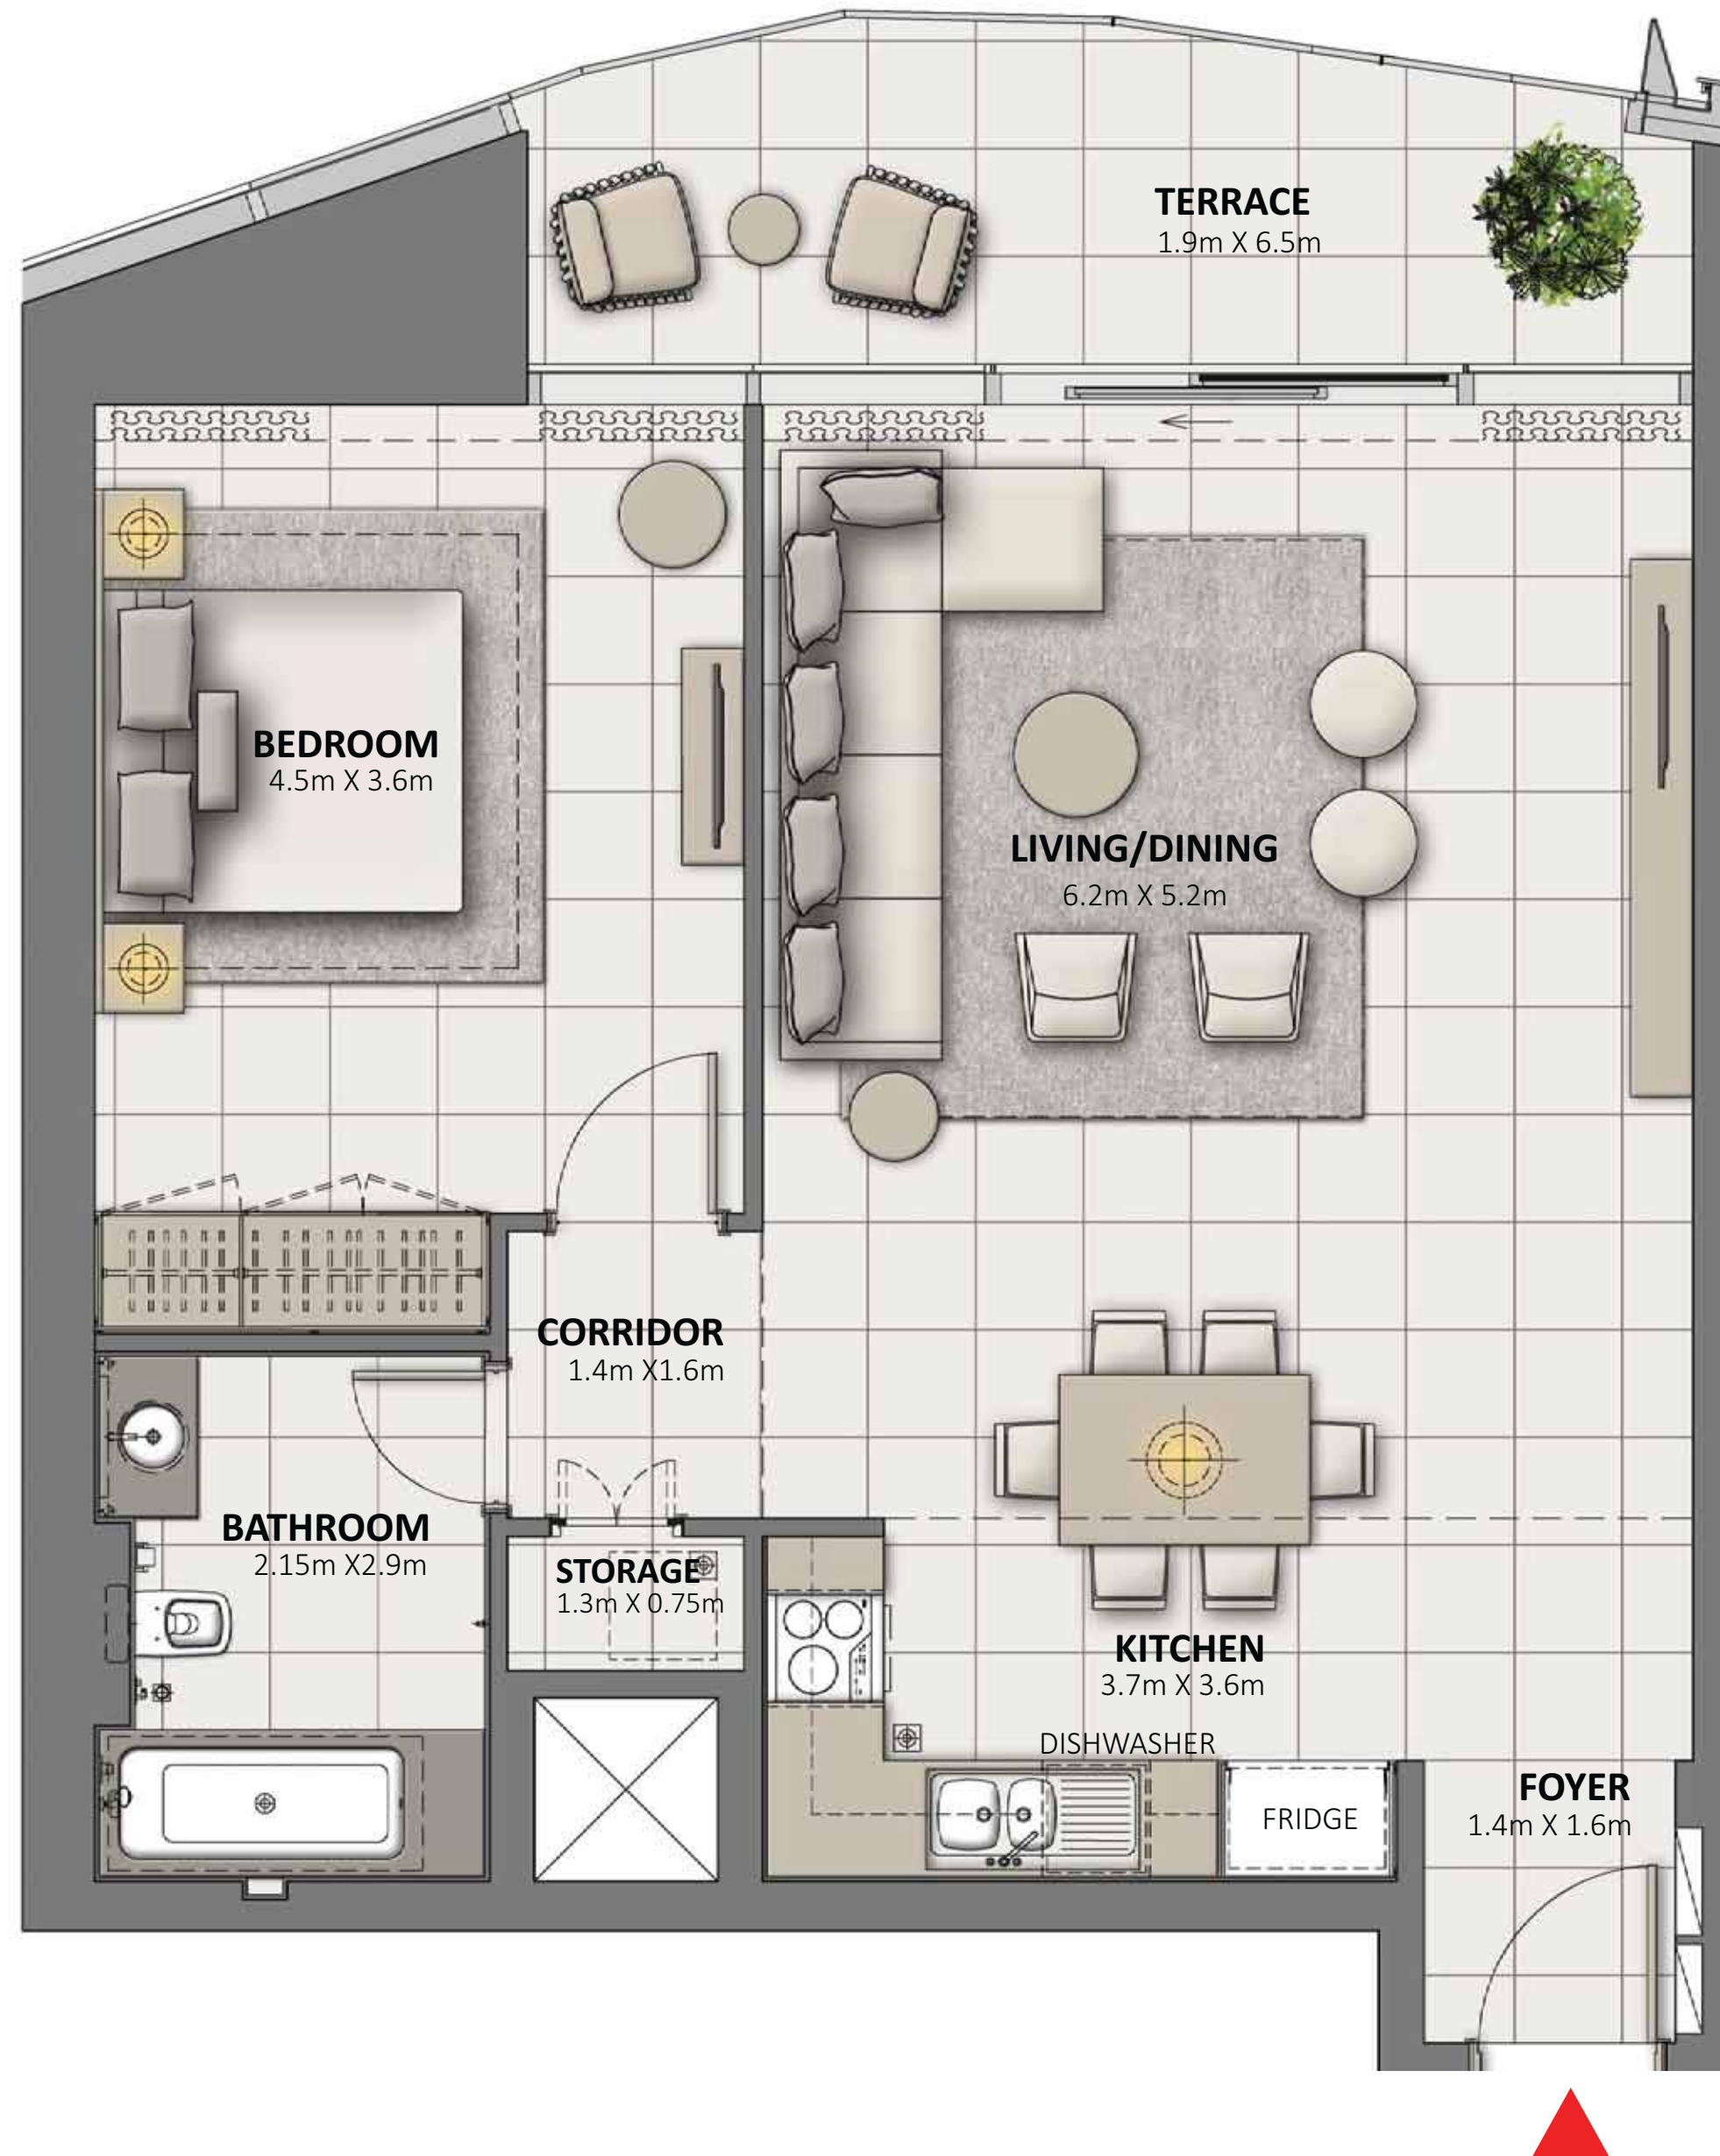 TERRACE
1.9m X 6.5m
BEDROOM
4.5m X 3.6m
LIVING/DINING
6.2m X 5.2m
CORRIDOR
1.4m X1.6m
BATHROOM
2.15m X2.9m
STORAGE
1.3m X 0.75m
KITCHEN
3.7m X 3.6m
DISHWASHER
FRIDGE
FOYER
1.4m X 1.6m